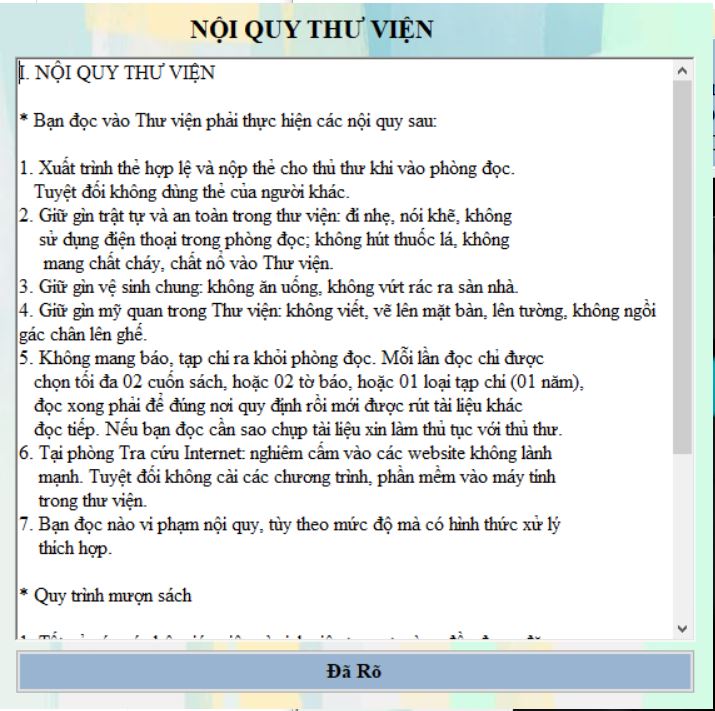 NỘI QUY THƯ VIỆN
I. NỘI QUY THƯ VIỆN
* Bạn đọc vào Thư viện phải thực hiện các nội quy sau:
1. Xuất trình thẻ hợp lệ và nộp thẻ cho thủ thư khi vào phòng đọc.
Tuyệt đối không dùng thẻ của người khác.
2. Giữ gìn trật tự và an toàn trong thư viện: đi nhẹ, nói khẽ, không
sử dụng điện thoại trong phòng đọc; không hút thuốc lá, không
mang chất cháy, chất nổ vào Thư viện.
3. Giữ gìn vệ sinh chung: không ăn uống, không vứt rác ra sàn nhà.
4. Giữ gìn mỹ quan trong Thư viện: không viết, vẽ lên mặt bàn, lên tường, không ngồi
gác chân lên ghế.
5. Không mang báo, tạp chí ra khỏi phòng đọc. Mỗi lần đọc chỉ được
chọn tối đa 02 cuốn sách, hoặc 02 tờ báo, hoặc 01 loại tạp chí (01 năm),
đọc xong phải để đúng nơi quy định rồi mới được rút tài liệu khác
đọc tiếp. Nếu bạn đọc cần sao chụp tài liệu xin làm thủ tục với thủ thư.
6. Tại phòng Tra cứu Internet: nghiêm cấm vào các website không lành
mạnh. Tuyệt đối không cài các chương trình, phần mềm vào máy tính
trong thư viện.
7. Bạn đọc nào vi phạm nội quy, tùy theo mức độ mà có hình thức xử lý
thích hợp.
* Quy trình mượn sách
Đã Rõ